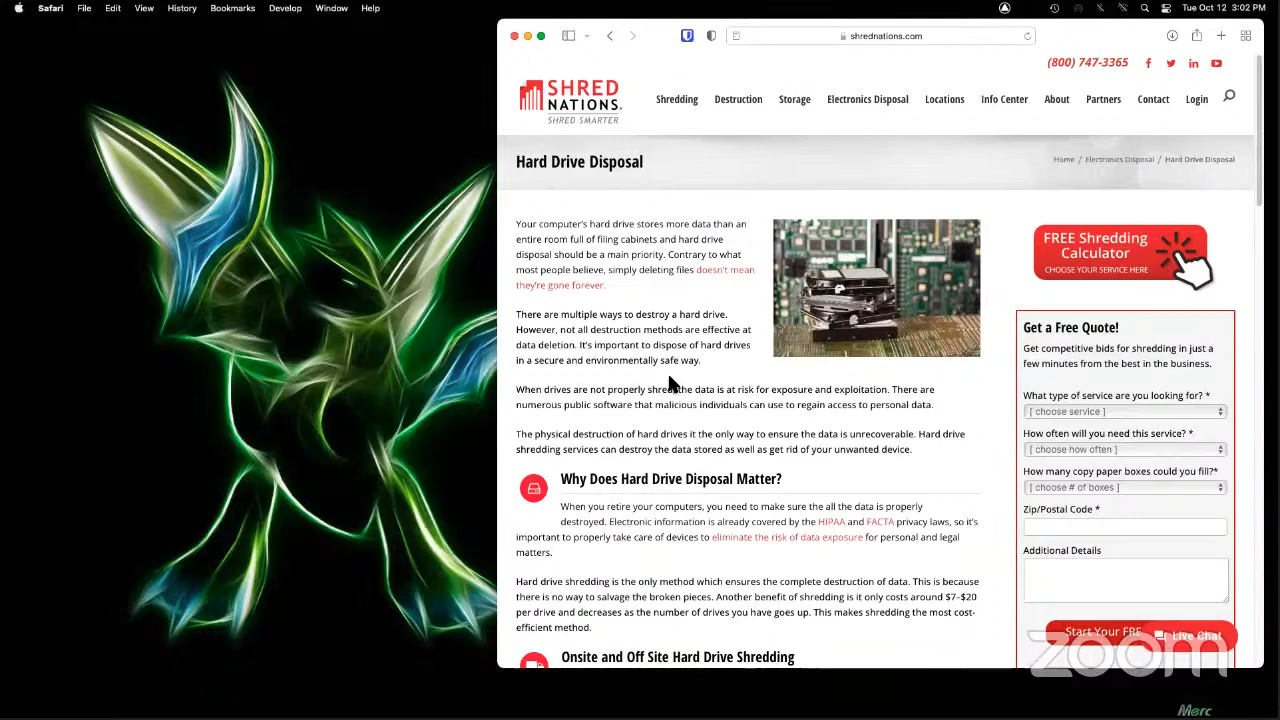 Safari File Edit View History Bookmarks Develop Window Help
Tue Oct 12 3:02 PM
shrednations.com
(800) 747-3365
SHRED
NATIONS
SHRED SMARTER
Shredding Destruction Storage Electronics Disposal Locations Info Center About Partners Contact Login
Hard Drive Disposal
Home / Electronics Disposal / Hard Drive Disposal
Your computer's hard drive stores more data than an
entire room full of filing cabinets and hard drive
disposal should be a main priority. Contrary to what
most people believe, simply deleting files doesn't mean
they're gone forever.
There are multiple ways to destroy a hard drive.
However, not all destruction methods are effective at
data deletion. It's important to dispose of hard drives
in a secure and environmentally safe way.
When drives are not properly shred, the data is at risk for exposure and exploitation. There are
numerous public software that malicious individuals can use to regain access to personal data.
The physical destruction of hard drives it the only way to ensure the data is unrecoverable. Hard drive
shredding services can destroy the data stored as well as get rid of your unwanted device.
Why Does Hard Drive Disposal Matter?
When you retire your computers, you need to make sure the all the data is properly
destroyed. Electronic information is already covered by the HIPAA and FACTA privacy laws, so it's
important to properly take care of devices to eliminate the risk of data exposure for personal and legal
matters.
Hard drive shredding is the only method which ensures the complete destruction of data. This is because
there is no way to salvage the broken pieces. Another benefit of shredding is it only costs around $7–$20
per drive and decreases as the number of drives you have goes up. This makes shredding the most cost-
efficient method.
Onsite and Off Site Hard Drive Shredding
FREE Shredding
Calculator
CHOOSE YOUR SERVICE HERE
Get a Free Quote!
Get competitive bids for shredding in just a
few minutes from the best in the business.
What type of service are you looking for? *
[ choose service ]
How often will you need this service? *
[ choose how often ]
How many copy paper boxes could you fill?*
[ choose # of boxes ]
Zip/Postal Code *
Additional Details
Start Your FRE
Live Chat
zoom
Merc